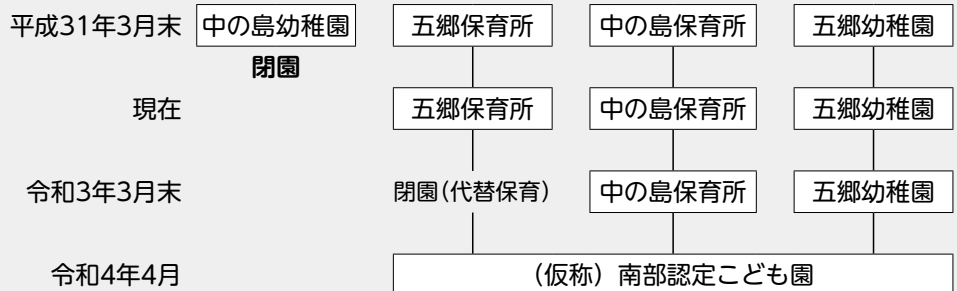 平成31年3月末 中の島幼稚園 五郷保育所 中の島保育所 五郷幼稚園
閉園
現在 五郷保育所 中の島保育所 五郷幼稚園
令和3年3月末 閉園(代替保育) 中の島保育所 五郷幼稚園
令和4年4月 (仮称)南部認定こども園